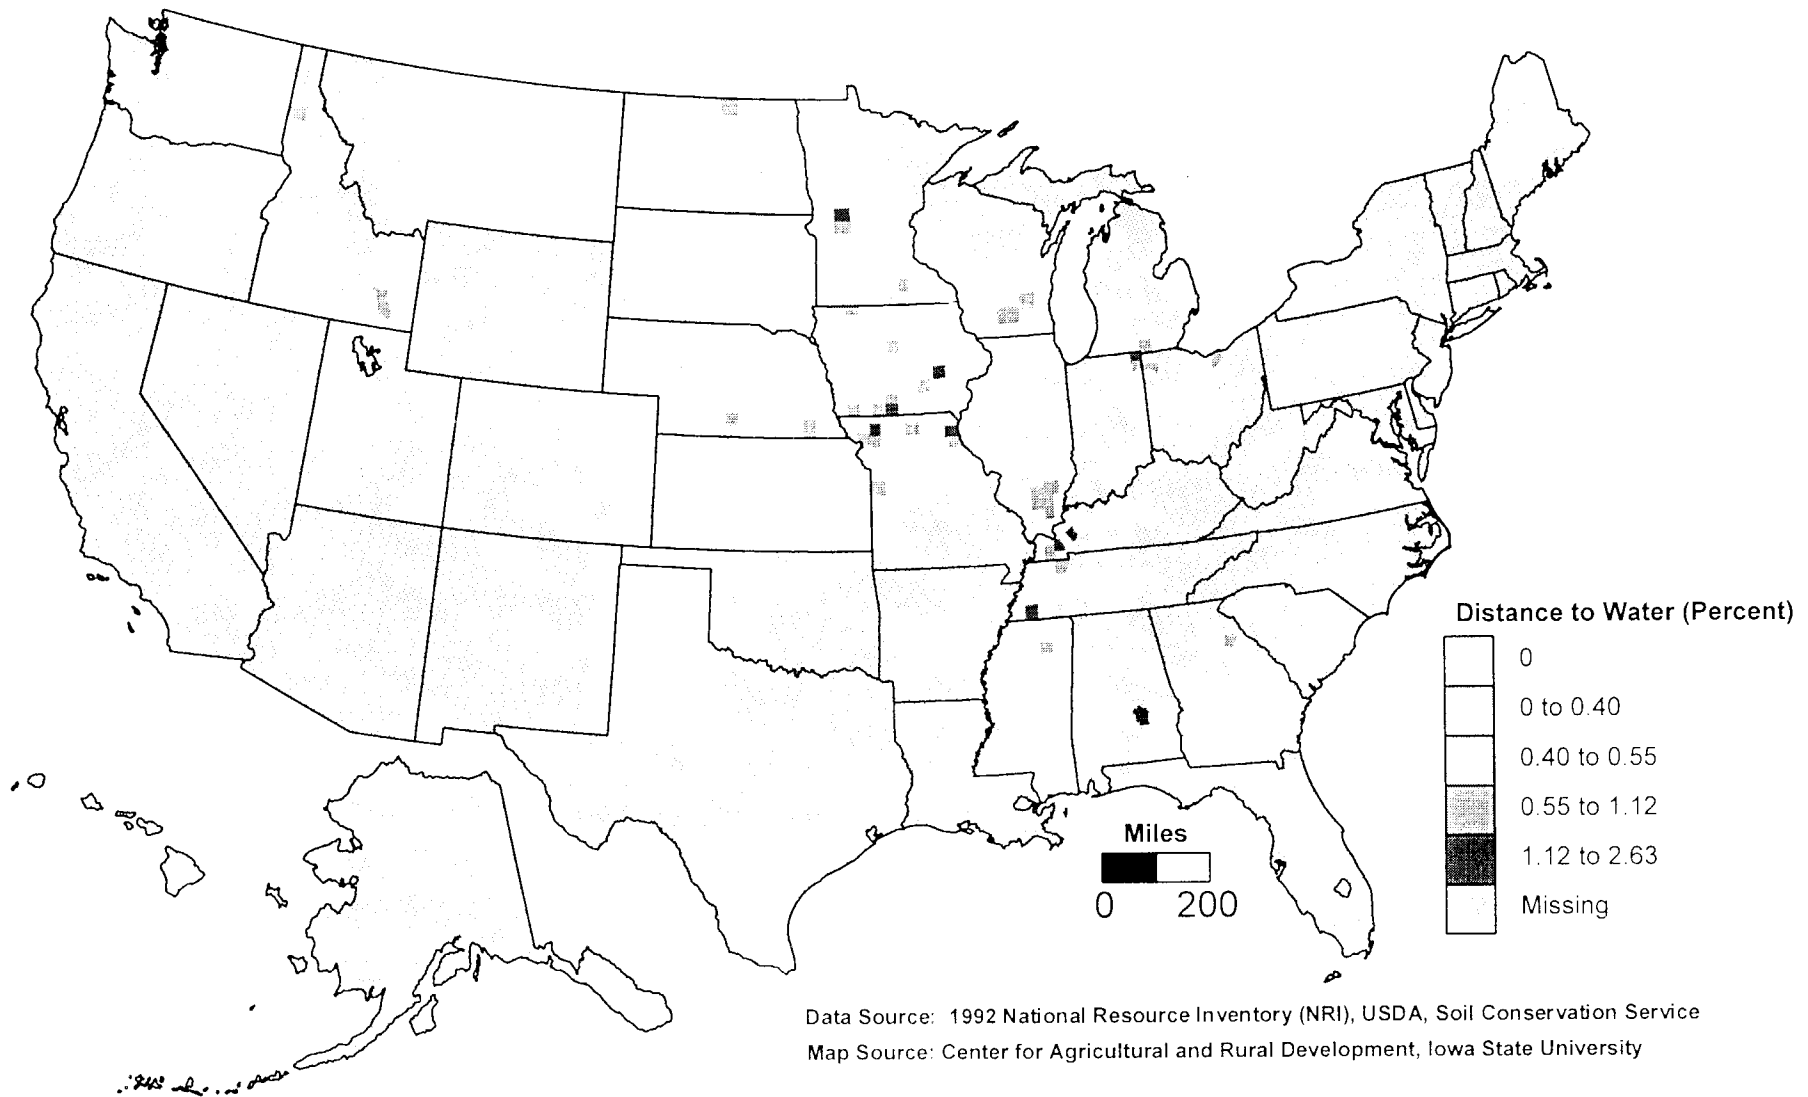 Distance to Water (Percent)
0
0 to 0.40
0.40 to 0.55
0.55 to 1.12
1.12 to 2.63
Missing
Miles
0 200
Data Source: 1992 National Resource Inventory (NRI), USDA, Soil Conservation Service
Map Source: Center for Agricultural and Rural Development, Iowa State University